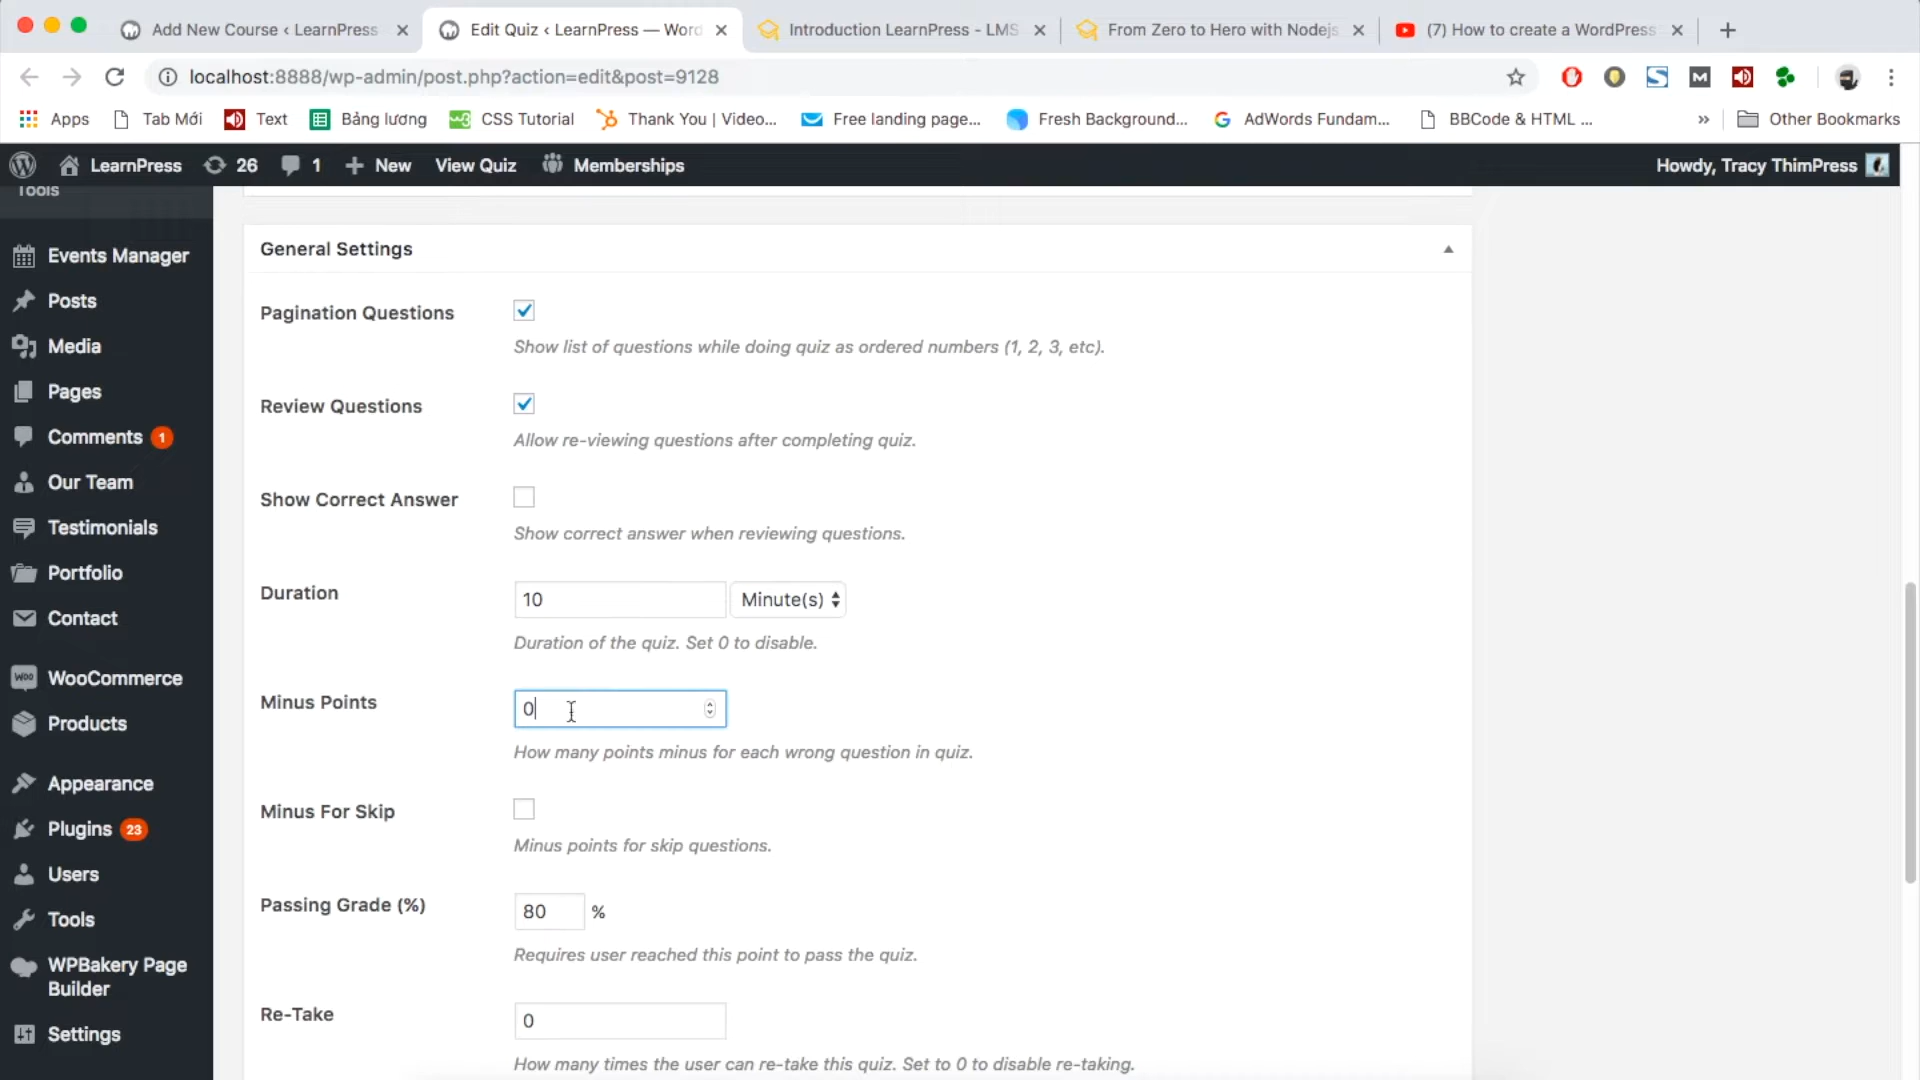 Add New Course ‹ LearnPress
Edit Quiz ‹ LearnPress — Word
Introduction LearnPress - LMS
From Zero to Hero with Nodejs
(7) How to create a WordPress
localhost:8888/wp-admin/post.php?action=edit&post=9128
Apps
Tab Mới
Text
Bảng lương
CSS Tutorial
Thank You | Video...
Free landing page...
Fresh Background...
AdWords Fundam...
BBCode & HTML ...
»
Other Bookmarks
LearnPress
26
1
New
View Quiz
Memberships
Howdy, Tracy ThimPress
Tools
Events Manager
Posts
Media
Pages
Comments 1
Our Team
Testimonials
Portfolio
Contact
WooCommerce
Products
Appearance
Plugins 23
Users
Tools
WPBakery Page
Builder
Settings
General Settings
Pagination Questions
Show list of questions while doing quiz as ordered numbers (1, 2, 3, etc).
Review Questions
Allow re-viewing questions after completing quiz.
Show Correct Answer
Show correct answer when reviewing questions.
Duration
10
Minute(s)
Duration of the quiz. Set 0 to disable.
Minus Points
0
How many points minus for each wrong question in quiz.
Minus For Skip
Minus points for skip questions.
Passing Grade (%)
80 %
Requires user reached this point to pass the quiz.
Re-Take
0
How many times the user can re-take this quiz. Set to 0 to disable re-taking.